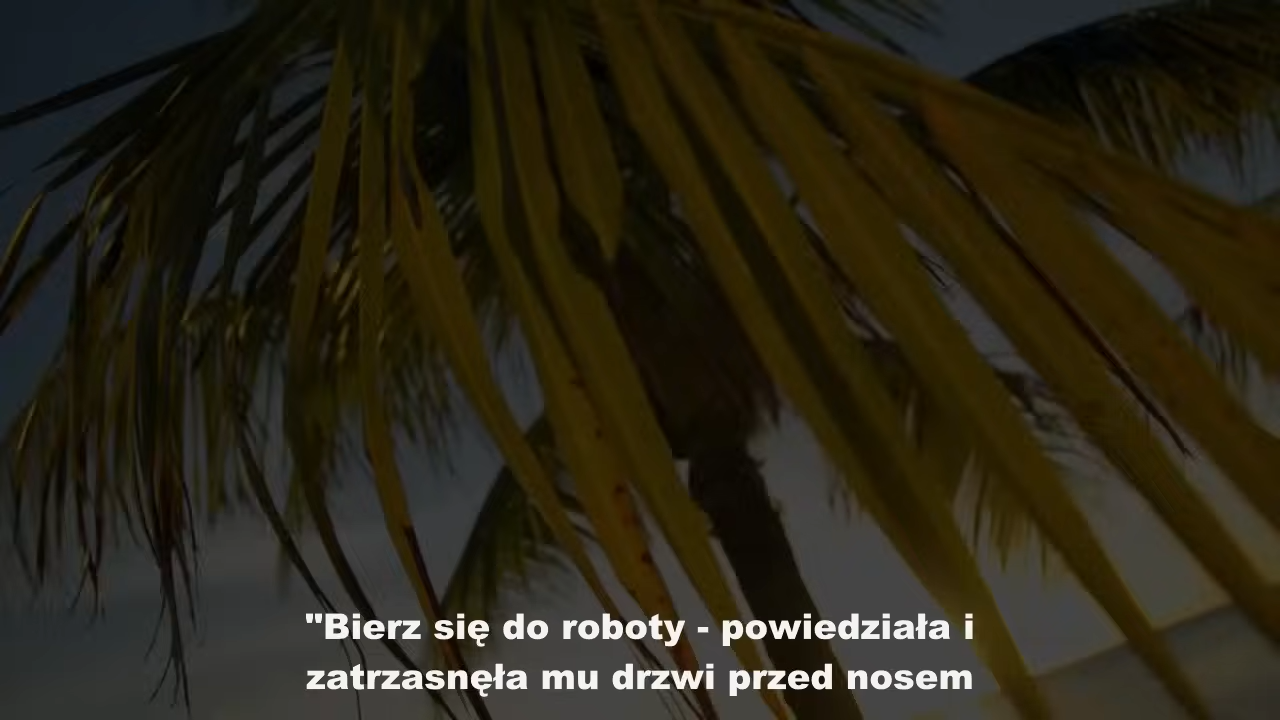 "Bierz się do roboty - powiedziała i
zatrzasnęła mu drzwi przed nosem